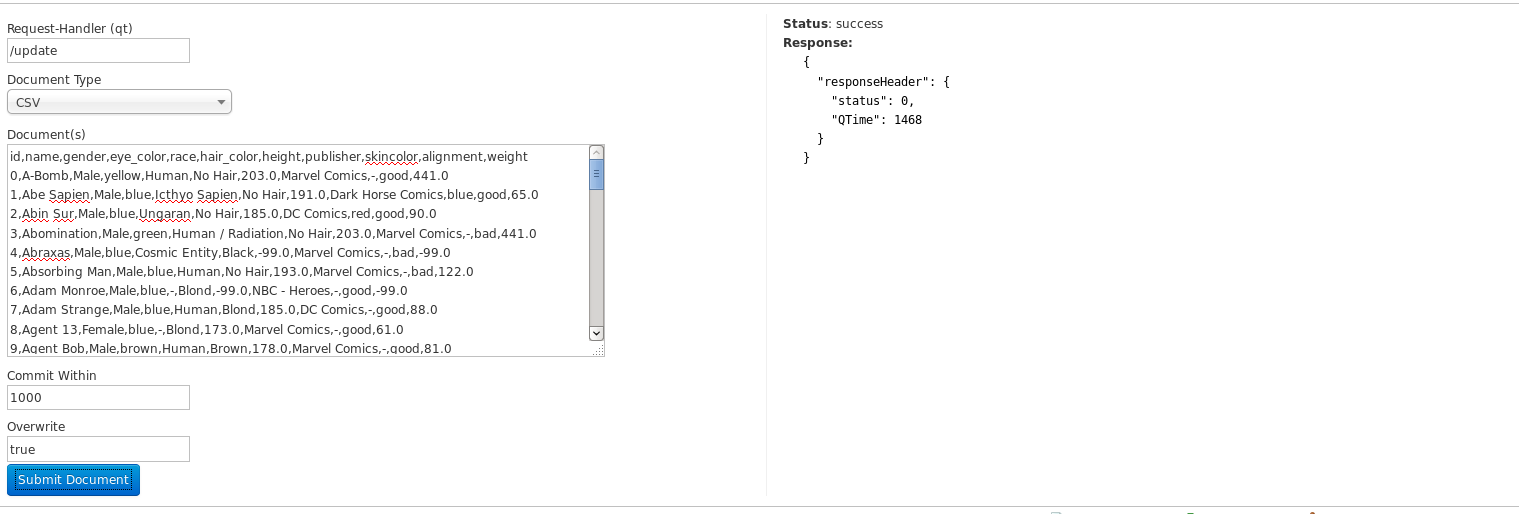 Request-Handler (qt)
/update
Document Type
CSV
Document(s)
id,name,gender,eye_color,race,hair_color,height,publisher,skincolor,alignment,weight
0,A-Bomb,Male,yellow,Human,No Hair,203.0,Marvel Comics,-,good,441.0
1,Abe Sapien,Male,blue,Icthyo Sapien,No Hair,191.0,Dark Horse Comics,blue,good,65.0
2,Abin Sur,Male,blue,Ungaran,No Hair,185.0,DC Comics,red,good,90.0
3,Abomination,Male,green,Human / Radiation,No Hair,203.0,Marvel Comics,-,bad,441.0
4,Abraxas,Male,blue,Cosmic Entity,Black,-99.0,Marvel Comics,-,bad,-99.0
5,Absorbing Man,Male,blue,Human,No Hair,193.0,Marvel Comics,-,bad,122.0
6,Adam Monroe,Male,blue,-,Blond,-99.0,NBC - Heroes,-,good,-99.0
7,Adam Strange,Male,blue,Human,Blond,185.0,DC Comics,-,good,88.0
8,Agent 13,Female,blue,-,Blond,173.0,Marvel Comics,-,good,61.0
9,Agent Bob,Male,brown,Human,Brown,178.0,Marvel Comics,-,good,81.0
Commit Within
1000
Overwrite
true
Submit Document
Status: success
Response:
{
"responseHeader": {
"status": 0,
"QTime": 1468
}
}